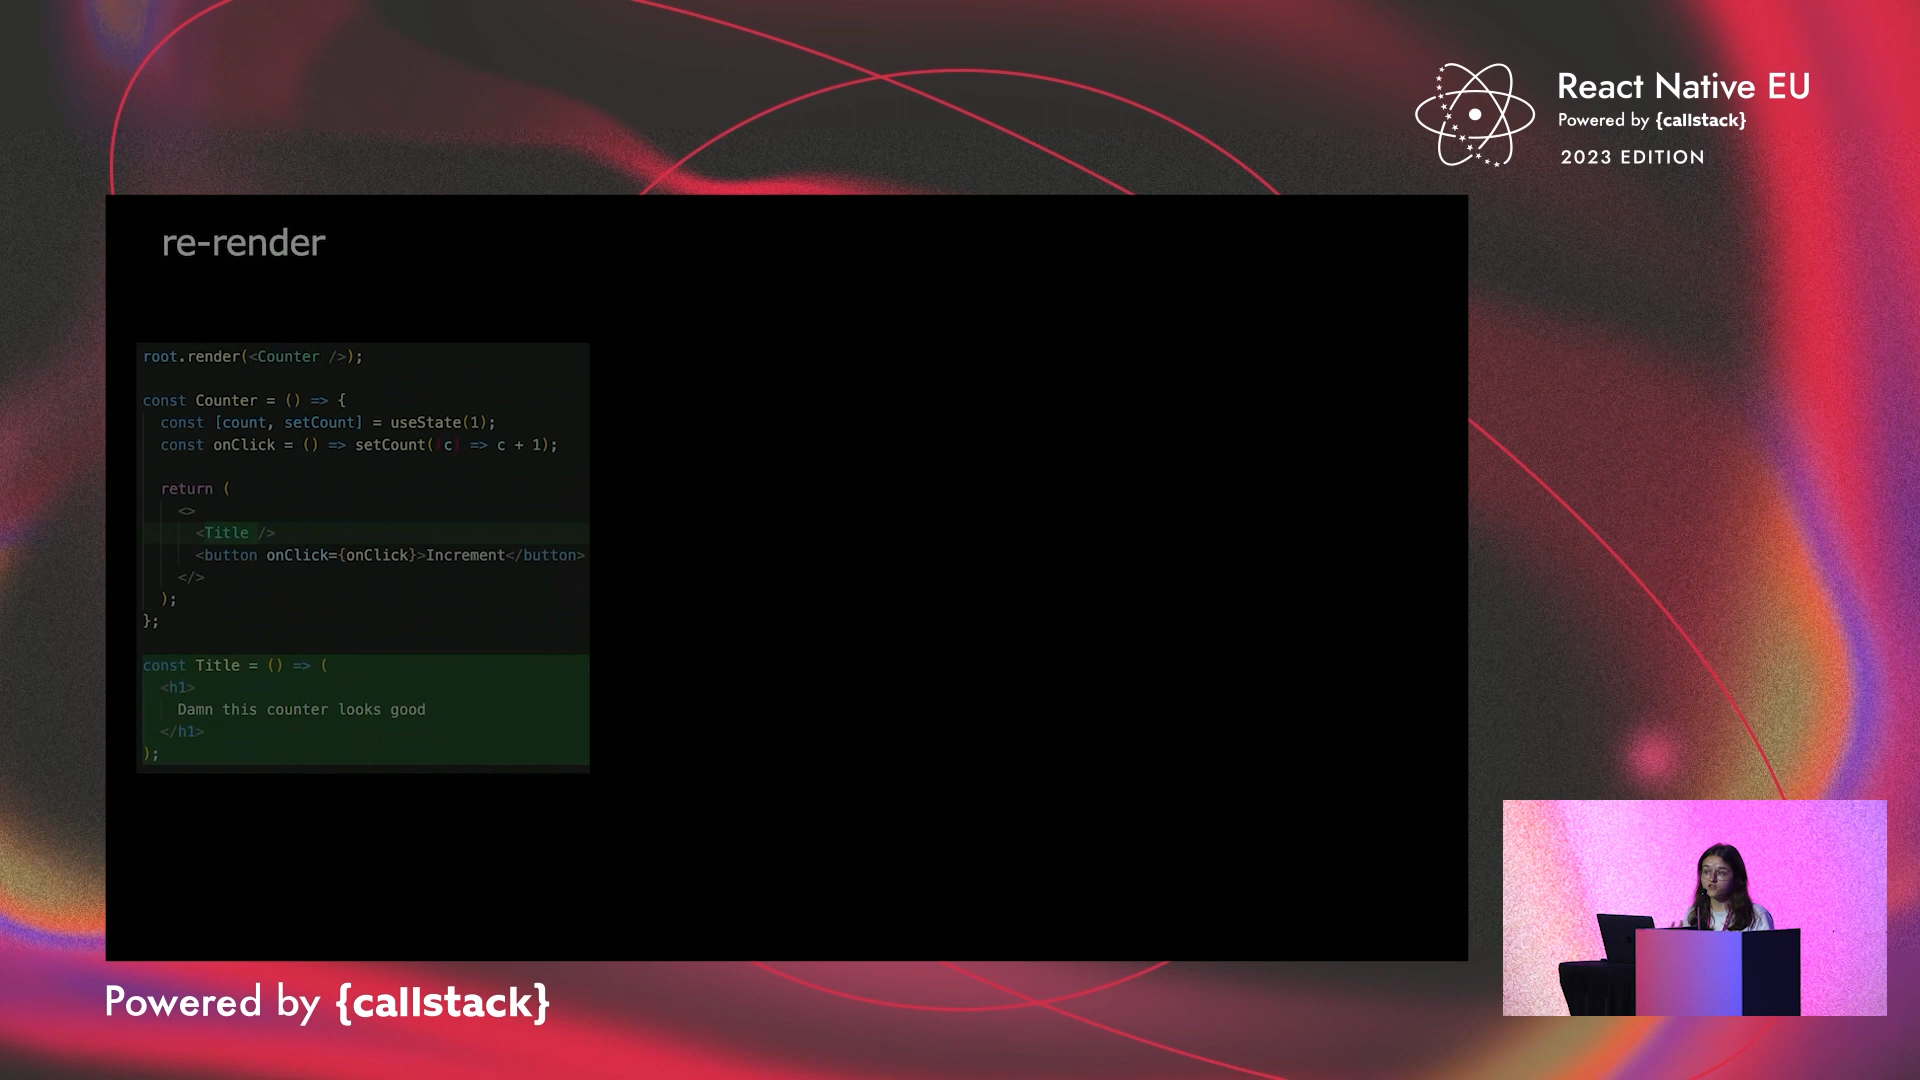 React Native EU
Powered by {callstack}
2023 EDITION
re-render
root.render(<Counter />);
const Counter = () => {
const [count, setCount] = useState(1);
const onClick = () => setCount((c) => c + 1);
return (
<>
<Title />
<button onClick={onClick}>Increment</button>
</>
);
};
const Title = () => (
<h1>
Damn this counter looks good
</h1>
);
Powered by {callstack}